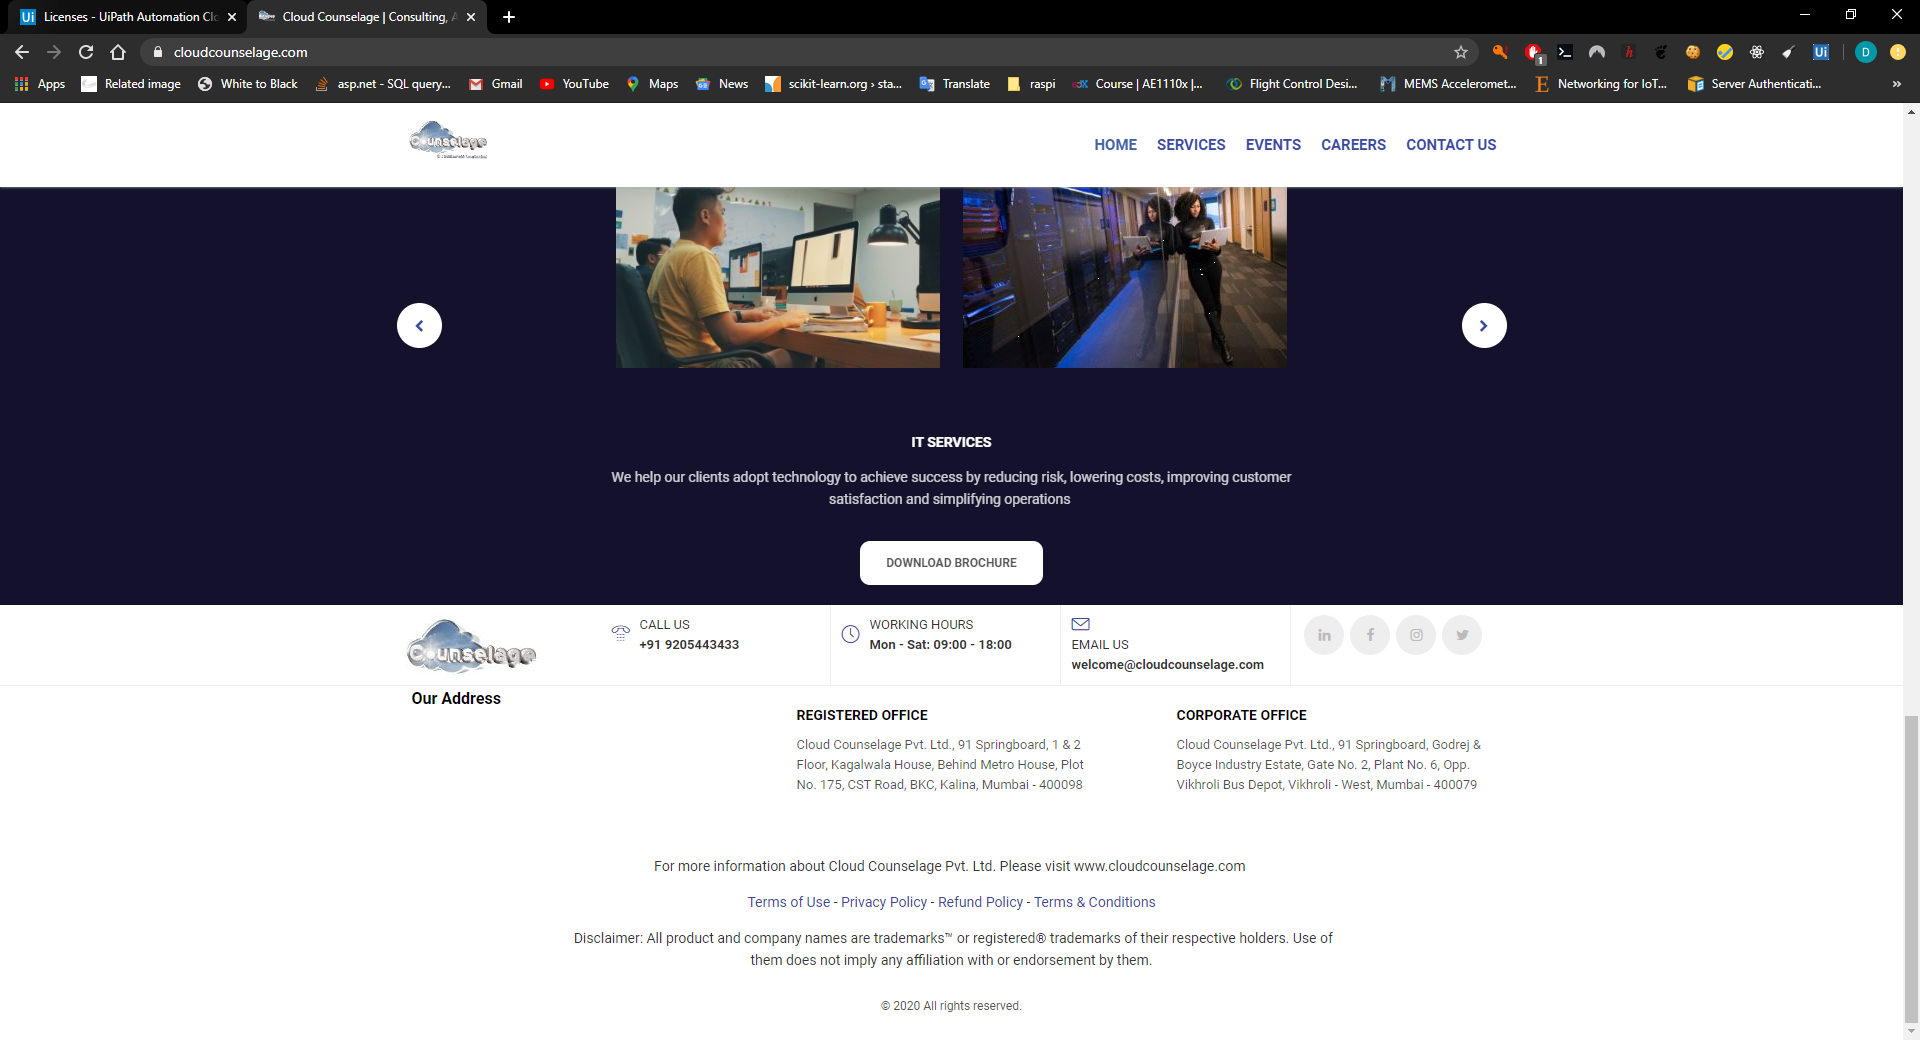 Licenses - UiPath Automation Clo
Cloud Counselage | Consulting, A
cloudcounselage.com
Apps
Related image
White to Black
asp.net - SQL query...
Gmail
YouTube
Maps
News
scikit-learn.org › sta...
Translate
raspi
Course | AE1110x |...
Flight Control Desi...
MEMS Acceleromet...
Networking for IoT...
Server Authenticati...
Counselage
HOME SERVICES EVENTS CAREERS CONTACT US
IT SERVICES
We help our clients adopt technology to achieve success by reducing risk, lowering costs, improving customer
satisfaction and simplifying operations
DOWNLOAD BROCHURE
Counselage
CALL US
+91 9205443433
WORKING HOURS
Mon - Sat: 09:00 - 18:00
EMAIL US
welcome@cloudcounselage.com
Our Address
REGISTERED OFFICE
Cloud Counselage Pvt. Ltd., 91 Springboard, 1 & 2
Floor, Kagalwala House, Behind Metro House, Plot
No. 175, CST Road, BKC, Kalina, Mumbai - 400098
CORPORATE OFFICE
Cloud Counselage Pvt. Ltd., 91 Springboard, Godrej &
Boyce Industry Estate, Gate No. 2, Plant No. 6, Opp.
Vikhroli Bus Depot, Vikhroli - West, Mumbai - 400079
For more information about Cloud Counselage Pvt. Ltd. Please visit www.cloudcounselage.com
Terms of Use - Privacy Policy - Refund Policy - Terms & Conditions
Disclaimer: All product and company names are trademarks™ or registered® trademarks of their respective holders. Use of
them does not imply any affiliation with or endorsement by them.
© 2020 All rights reserved.